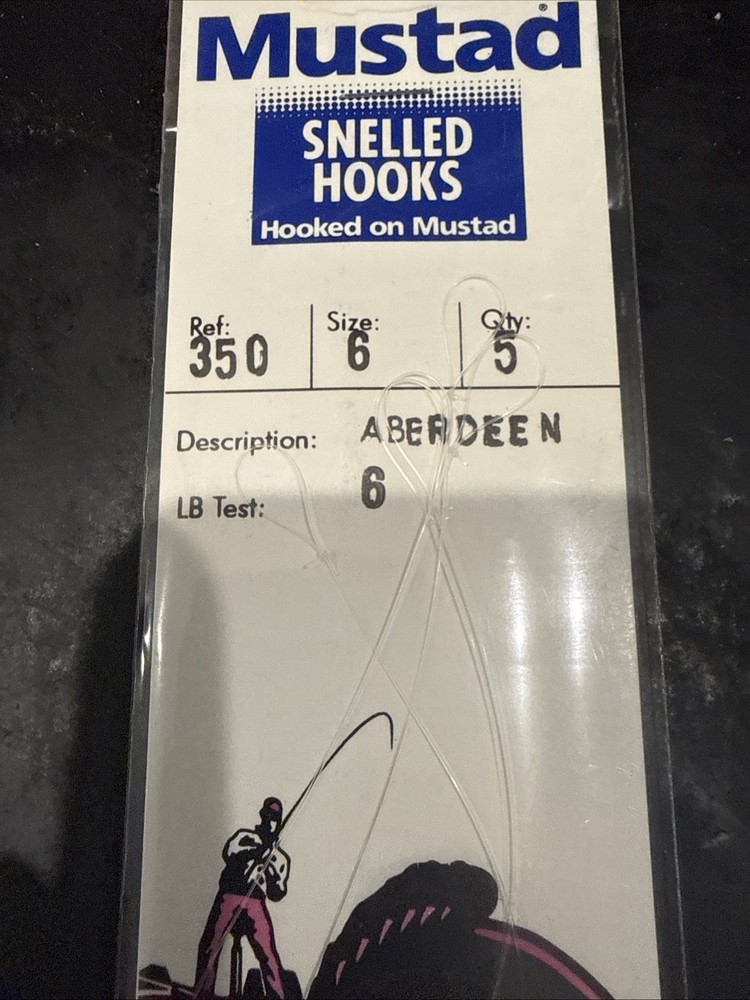 Mustad®
SNELLED
HOOKS
Hooked on Mustad
Ref: Size: Qty:
350 6 5
Description: ABERDEEN
LB Test: 6